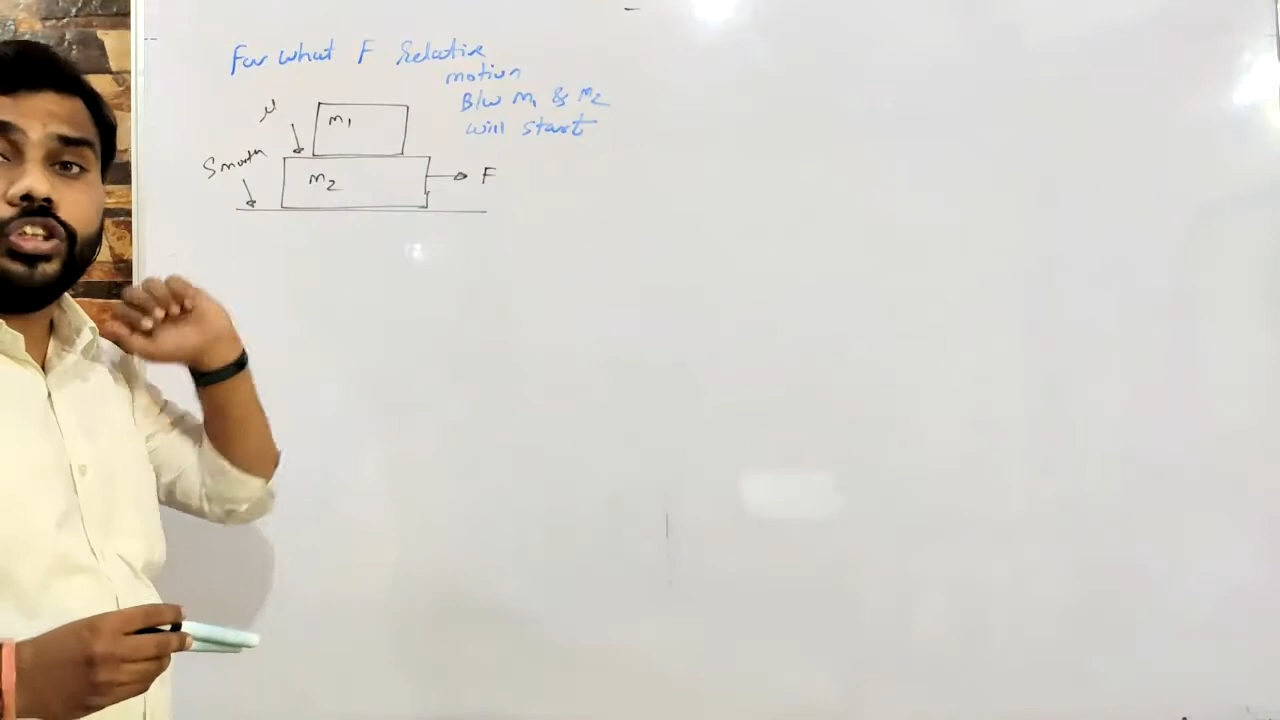 For what F Relative
motion
B/w m1 & m2
will start
μ
m1
Smooth
m2
F